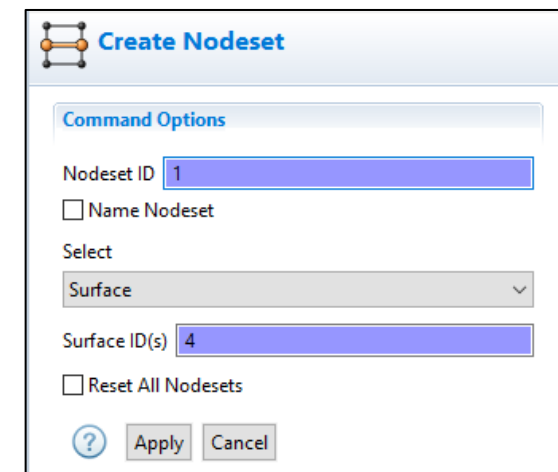 Create Nodeset
Command Options
Nodeset ID 1
Name Nodeset
Select
Surface
Surface ID(s) 4
Reset All Nodesets
? Apply Cancel